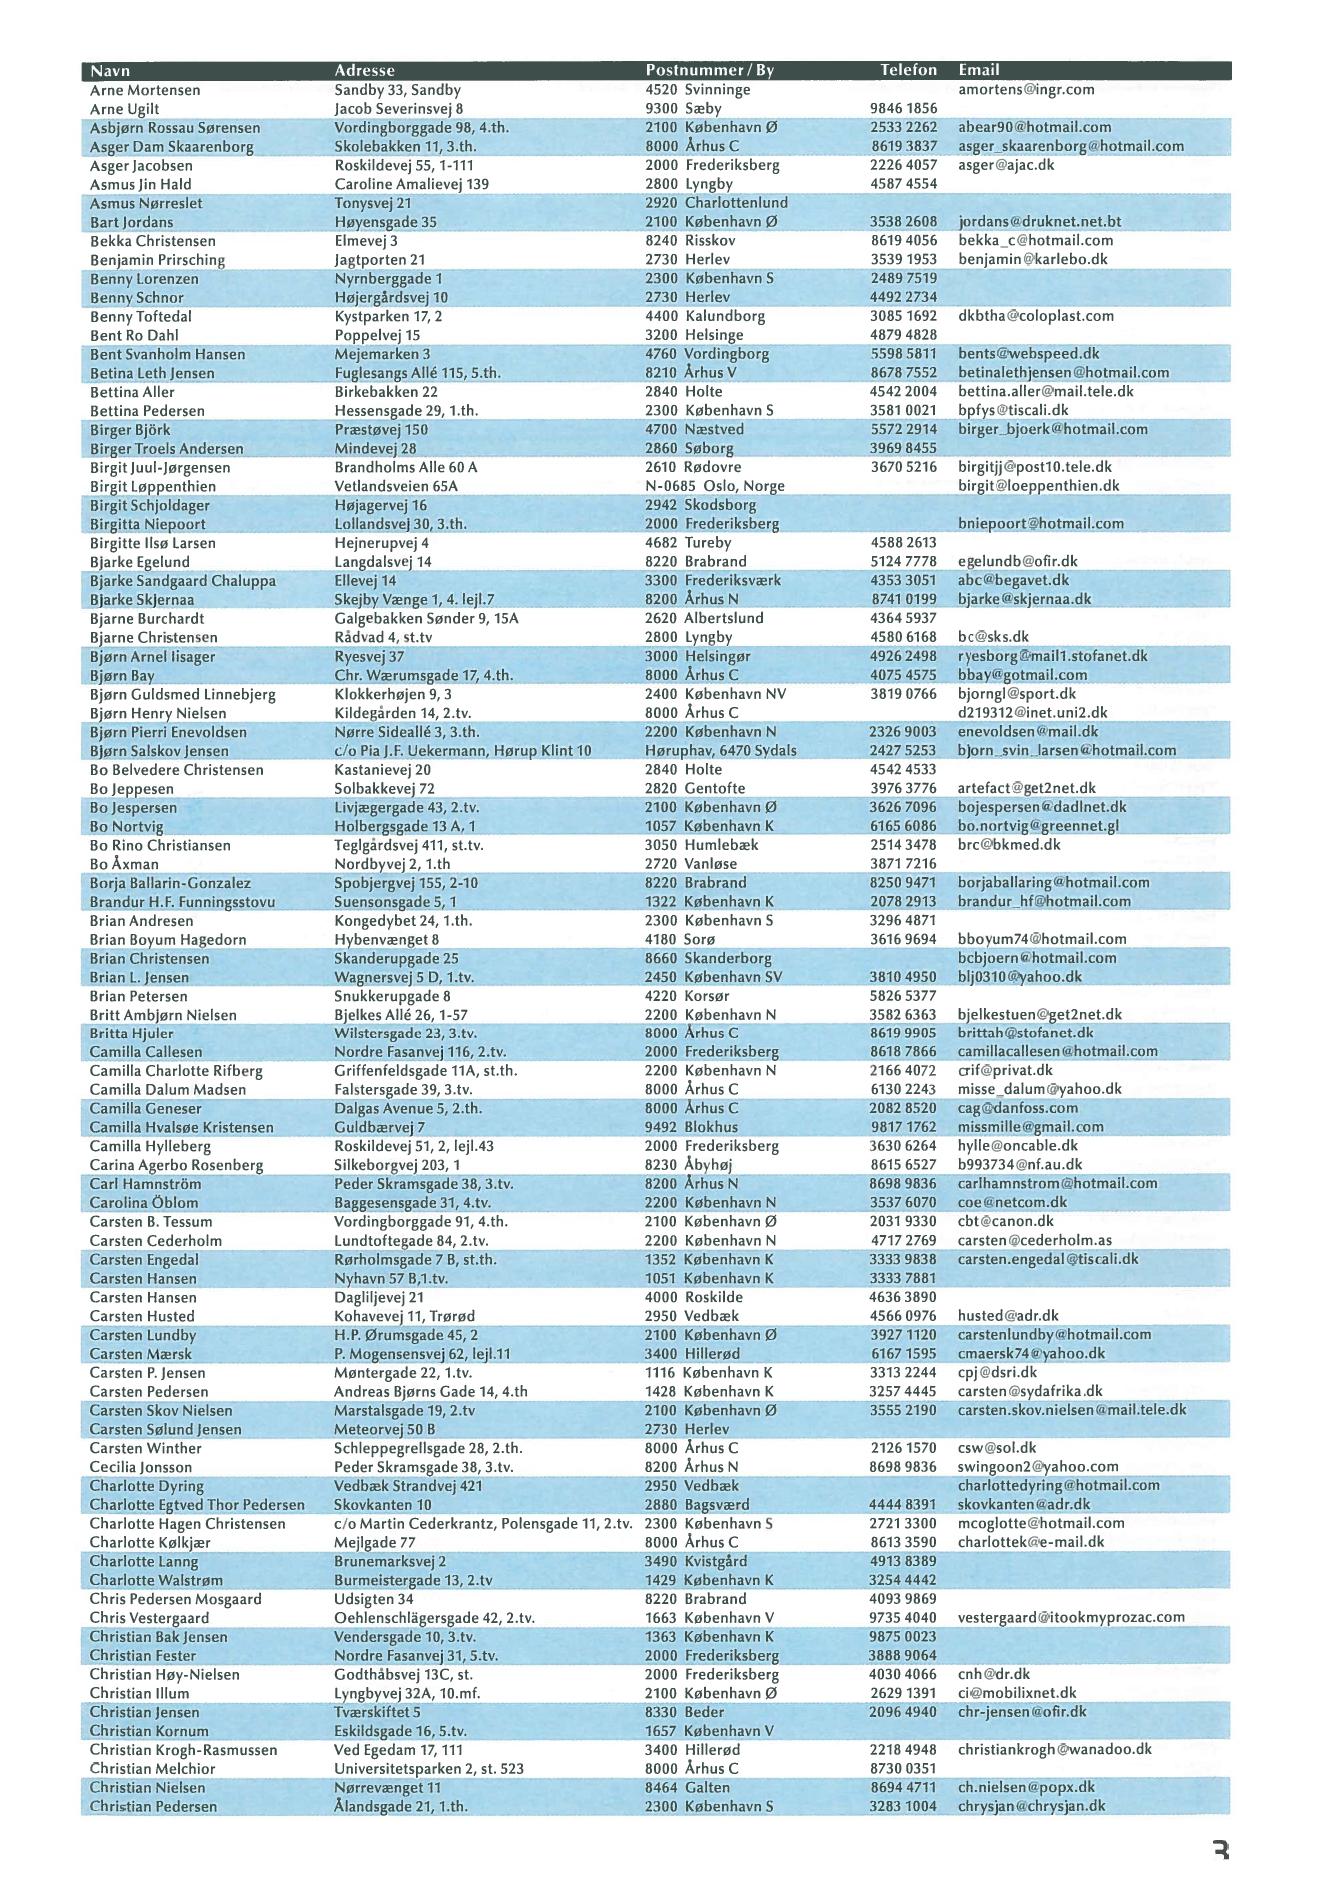 Navn Adresse Postnummer / By Telefon Email
Arne Mortensen Sandby 33, Sandby 4520 Svinninge amortens@ingr.com
Arne Ugilt Jacob Severinsvej 8 9300 Sæby 9846 1856
Asbjørn Rossau Sørensen Vordingborggade 98, 4.th. 2100 København Ø 2533 2262 abear90@hotmail.com
Asger Dam Skaarenborg Skolebakken 11, 3.th. 8000 Århus C 8619 3837 asger_skaarenborg@hotmail.com
Asger Jacobsen Roskildevej 55, 1-111 2000 Frederiksberg 2226 4057 asger@ajac.dk
Asmus Jin Hald Caroline Amalievej 139 2800 Lyngby 4587 4554
Asmus Nørreslet Tonysvej 21 2920 Charlottenlund
Bart Jordans Høyensgade 35 2100 København Ø 3538 2608 jordans@druknet.net.bt
Bekka Christensen Elmevej 3 8240 Risskov 8619 4056 bekka_c@hotmail.com
Benjamin Prirsching Jagtporten 21 2730 Herlev 3539 1953 benjamin@karlebo.dk
Benny Lorenzen Nyrnberggade 1 2300 København S 2489 7519
Benny Schnor Højergårdsvej 10 2730 Herlev 4492 2734
Benny Toftedal Kystparken 17, 2 4400 Kalundborg 3085 1692 dkbtha@coloplast.com
Bent Ro Dahl Poppelvej 15 3200 Helsinge 4879 4828
Bent Svanholm Hansen Mejemarken 3 4760 Vordingborg 5598 5811 bents@webspeed.dk
Betina Leth Jensen Fuglesangs Allé 115, 5.th. 8210 Århus V 8678 7552 betinalethjensen@hotmail.com
Bettina Aller Birkebakken 22 2840 Holte 4542 2004 bettina.aller@mail.tele.dk
Bettina Pedersen Hessensgade 29, 1.th. 2300 København S 3581 0021 bpfys@tiscali.dk
Birger Björk Præstøvej 150 4700 Næstved 5572 2914 birger_bjoerk@hotmail.com
Birger Troels Andersen Mindevej 28 2860 Søborg 3969 8455
Birgit Juul-Jørgensen Brandholms Alle 60 A 2610 Rødovre 3670 5216 birgitjj@post10.tele.dk
Birgit Løppenthien Vetlandsveien 65A N-0685 Oslo, Norge birgit@loeppenthien.dk
Birgit Schjoldager Højagervej 16 2942 Skodsborg
Birgitta Niepoort Lollandsvej 30, 3.th. 2000 Frederiksberg bniepoort@hotmail.com
Birgitte Ilsø Larsen Hejnerupvej 4 4682 Tureby 4588 2613
Bjarke Egelund Langdalsvej 14 8220 Brabrand 5124 7778 egelundb@ofir.dk
Bjarke Sandgaard Chaluppa Ellevej 14 3300 Frederiksværk 4353 3051 abc@begavet.dk
Bjarke Skjernaa Skejby Vænge 1, 4. lejl.7 8200 Århus N 8741 0199 bjarke@skjernaa.dk
Bjarne Burchardt Galgebakken Sønder 9, 15A 2620 Albertslund 4364 5937
Bjarne Christensen Rådvad 4, st.tv 2800 Lyngby 4580 6168 bc@sks.dk
Bjørn Arnel Iisager Ryesvej 37 3000 Helsingør 4926 2498 ryesborg@mail1.stofanet.dk
Bjørn Bay Chr. Wærumsgade 17, 4.th. 8000 Århus C 4075 4575 bbay@gotmail.com
Bjørn Guldsmed Linnebjerg Klokkerhøjen 9, 3 2400 København NV 3819 0766 bjorngl@sport.dk
Bjørn Henry Nielsen Kildegården 14, 2.tv. 8000 Århus C d219312@inet.uni2.dk
Bjørn Pierri Enevoldsen Nørre Sideallé 3, 3.th. 2200 København N 2326 9003 enevoldsen@mail.dk
Bjørn Salskov Jensen c/o Pia J.F. Uekermann, Hørup Klint 10 Høruphav, 6470 Sydals 2427 5253 bjorn_svin_larsen@hotmail.com
Bo Belvedere Christensen Kastanievej 20 2840 Holte 4542 4533
Bo Jeppesen Solbakkevej 72 2820 Gentofte 3976 3776 artefact@get2net.dk
Bo Jespersen Livjægergade 43, 2.tv. 2100 København Ø 3626 7096 bojespersen@dadlnet.dk
Bo Nortvig Holbergsgade 13 A, 1 1057 København K 6165 6086 bo.nortvig@greennet.gl
Bo Rino Christiansen Teglgårdsvej 411, st.tv. 3050 Humlebæk 2514 3478 brc@bkmed.dk
Bo Åxman Nordbyvej 2, 1.th 2720 Vanløse 3871 7216
Borja Ballarin-Gonzalez Spobjergvej 155, 2-10 8220 Brabrand 8250 9471 borjaballaring@hotmail.com
Brandur H.F. Funningsstovu Suensonsgade 5, 1 1322 København K 2078 2913 brandur_hf@hotmail.com
Brian Andresen Kongedybet 24, 1.th. 2300 København S 3296 4871
Brian Boyum Hagedorn Hybenvænget 8 4180 Sorø 3616 9694 bboyum74@hotmail.com
Brian Christensen Skanderupgade 25 8660 Skanderborg bcbjoern@hotmail.com
Brian L. Jensen Wagnersvej 5 D, 1.tv. 2450 København SV 3810 4950 blj0310@yahoo.dk
Brian Petersen Snukkerupgade 8 4220 Korsør 5826 5377
Britt Ambjørn Nielsen Bjelkes Allé 26, 1-57 2200 København N 3582 6363 bjelkestuen@get2net.dk
Britta Hjuler Wilstersgade 23, 3.tv. 8000 Århus C 8619 9905 brittah@stofanet.dk
Camilla Callesen Nordre Fasanvej 116, 2.tv. 2000 Frederiksberg 8618 7866 camillacallesen@hotmail.com
Camilla Charlotte Rifberg Griffenfeldsgade 11A, st.th. 2200 København N 2166 4072 crif@privat.dk
Camilla Dalum Madsen Falstersgade 39, 3.tv. 8000 Århus C 6130 2243 misse_dalum@yahoo.dk
Camilla Geneser Dalgas Avenue 5, 2.th. 8000 Århus C 2082 8520 cag@danfoss.com
Camilla Hvalsøe Kristensen Guldbærvej 7 9492 Blokhus 9817 1762 missmille@gmail.com
Camilla Hylleberg Roskildevej 51, 2, lejl.43 2000 Frederiksberg 3630 6264 hylle@oncable.dk
Carina Agerbo Rosenberg Silkeborgvej 203, 1 8230 Åbyhøj 8615 6527 b993734@nf.au.dk
Carl Hamnström Peder Skramsgade 38, 3.tv. 8200 Århus N 8698 9836 carlhamnstrom@hotmail.com
Carolina Öblom Baggesensgade 31, 4.tv. 2200 København N 3537 6070 coe@netcom.dk
Carsten B. Tessum Vordingborggade 91, 4.th. 2100 København Ø 2031 9330 cbt@canon.dk
Carsten Cederholm Lundtoftegade 84, 2.tv. 2200 København N 4717 2769 carsten@cederholm.as
Carsten Engedal Rørholmsgade 7 B, st.th. 1352 København K 3333 9838 carsten.engedal@tiscali.dk
Carsten Hansen Nyhavn 57 B,1.tv. 1051 København K 3333 7881
Carsten Hansen Dagliljevej 21 4000 Roskilde 4636 3890
Carsten Husted Kohavevej 11, Trørød 2950 Vedbæk 4566 0976 husted@adr.dk
Carsten Lundby H.P. Ørumsgade 45, 2 2100 København Ø 3927 1120 carstenlundby@hotmail.com
Carsten Mærsk P. Mogensensvej 62, lejl.11 3400 Hillerød 6167 1595 cmaersk74@yahoo.dk
Carsten P. Jensen Møntergade 22, 1.tv. 1116 København K 3313 2244 cpj@dsri.dk
Carsten Pedersen Andreas Bjørns Gade 14, 4.th 1428 København K 3257 4445 carsten@sydafrika.dk
Carsten Skov Nielsen Marstalsgade 19, 2.tv 2100 København Ø 3555 2190 carsten.skov.nielsen@mail.tele.dk
Carsten Sølund Jensen Meteorvej 50 B 2730 Herlev
Carsten Winther Schleppegrellsgade 28, 2.th. 8000 Århus C 2126 1570 csw@sol.dk
Cecilia Jonsson Peder Skramsgade 38, 3.tv. 8200 Århus N 8698 9836 swingoon2@yahoo.com
Charlotte Dyring Vedbæk Strandvej 421 2950 Vedbæk charlottedyring@hotmail.com
Charlotte Egtved Thor Pedersen Skovkanten 10 2880 Bagsværd 4444 8391 skovkanten@adr.dk
Charlotte Hagen Christensen c/o Martin Cederkrantz, Polensgade 11, 2.tv. 2300 København S 2721 3300 mcoglotte@hotmail.com
Charlotte Kølkjær Mejlgade 77 8000 Århus C 8613 3590 charlottek@e-mail.dk
Charlotte Lanng Brunemarksvej 2 3490 Kvistgård 4913 8389
Charlotte Walstrøm Burmeistergade 13, 2.tv 1429 København K 3254 4442
Chris Pedersen Mosgaard Udsigten 34 8220 Brabrand 4093 9869
Chris Vestergaard Oehlenschlägersgade 42, 2.tv. 1663 København V 9735 4040 vestergaard@itookmyprozac.com
Christian Bak Jensen Vendersgade 10, 3.tv. 1363 København K 9875 0023
Christian Fester Nordre Fasanvej 31, 5.tv. 2000 Frederiksberg 3888 9064
Christian Høy-Nielsen Godthåbsvej 13C, st. 2000 Frederiksberg 4030 4066 cnh@dr.dk
Christian Illum Lyngbyvej 32A, 10.mf. 2100 København Ø 2629 1391 ci@mobilixnet.dk
Christian Jensen Tværskiftet 5 8330 Beder 2096 4940 chr-jensen@ofir.dk
Christian Kornum Eskildsgade 16, 5.tv. 1657 København V
Christian Krogh-Rasmussen Ved Egedam 17, 111 3400 Hillerød 2218 4948 christiankrogh@wanadoo.dk
Christian Melchior Universitetsparken 2, st. 523 8000 Århus C 8730 0351
Christian Nielsen Nørrevænget 11 8464 Galten 8694 4711 ch.nielsen@popx.dk
Christian Pedersen Ålandsgade 21, 1.th. 2300 København S 3283 1004 chrysjan@chrysjan.dk
3